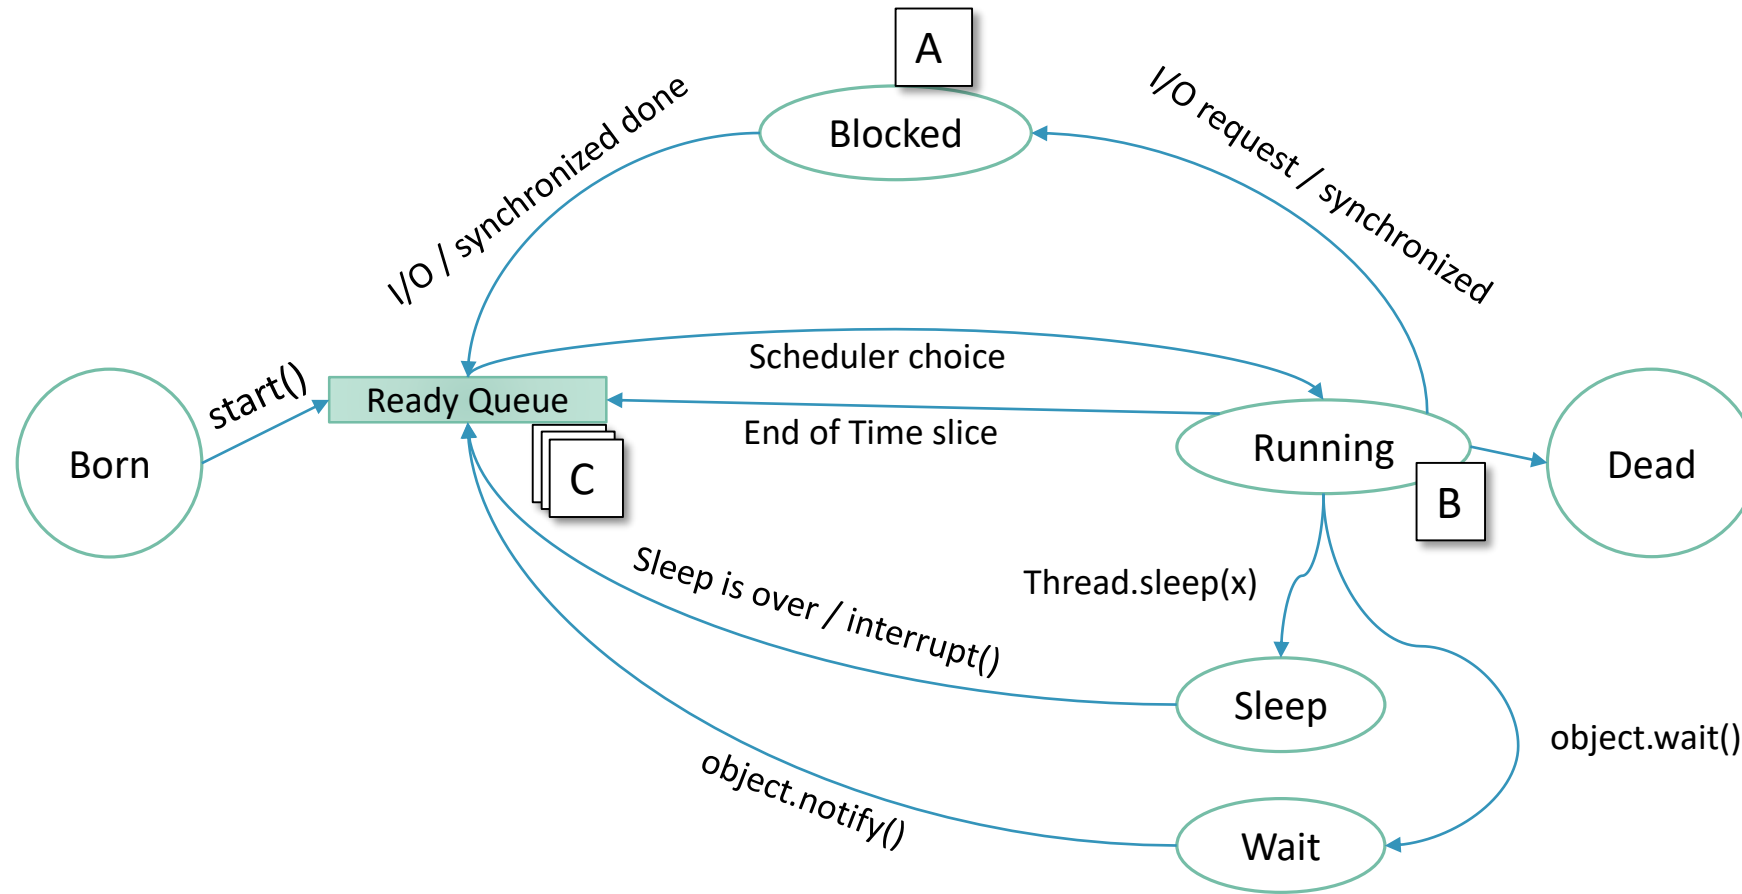 A
Blocked
I/O request / synchronized
I/O / synchronized done
Scheduler choice
start()
Ready Queue
End of Time slice
Born
Running
Dead
C
B
Sleep is over / interrupt()
Thread.sleep(x)
Sleep
object.wait()
object.notify()
Wait